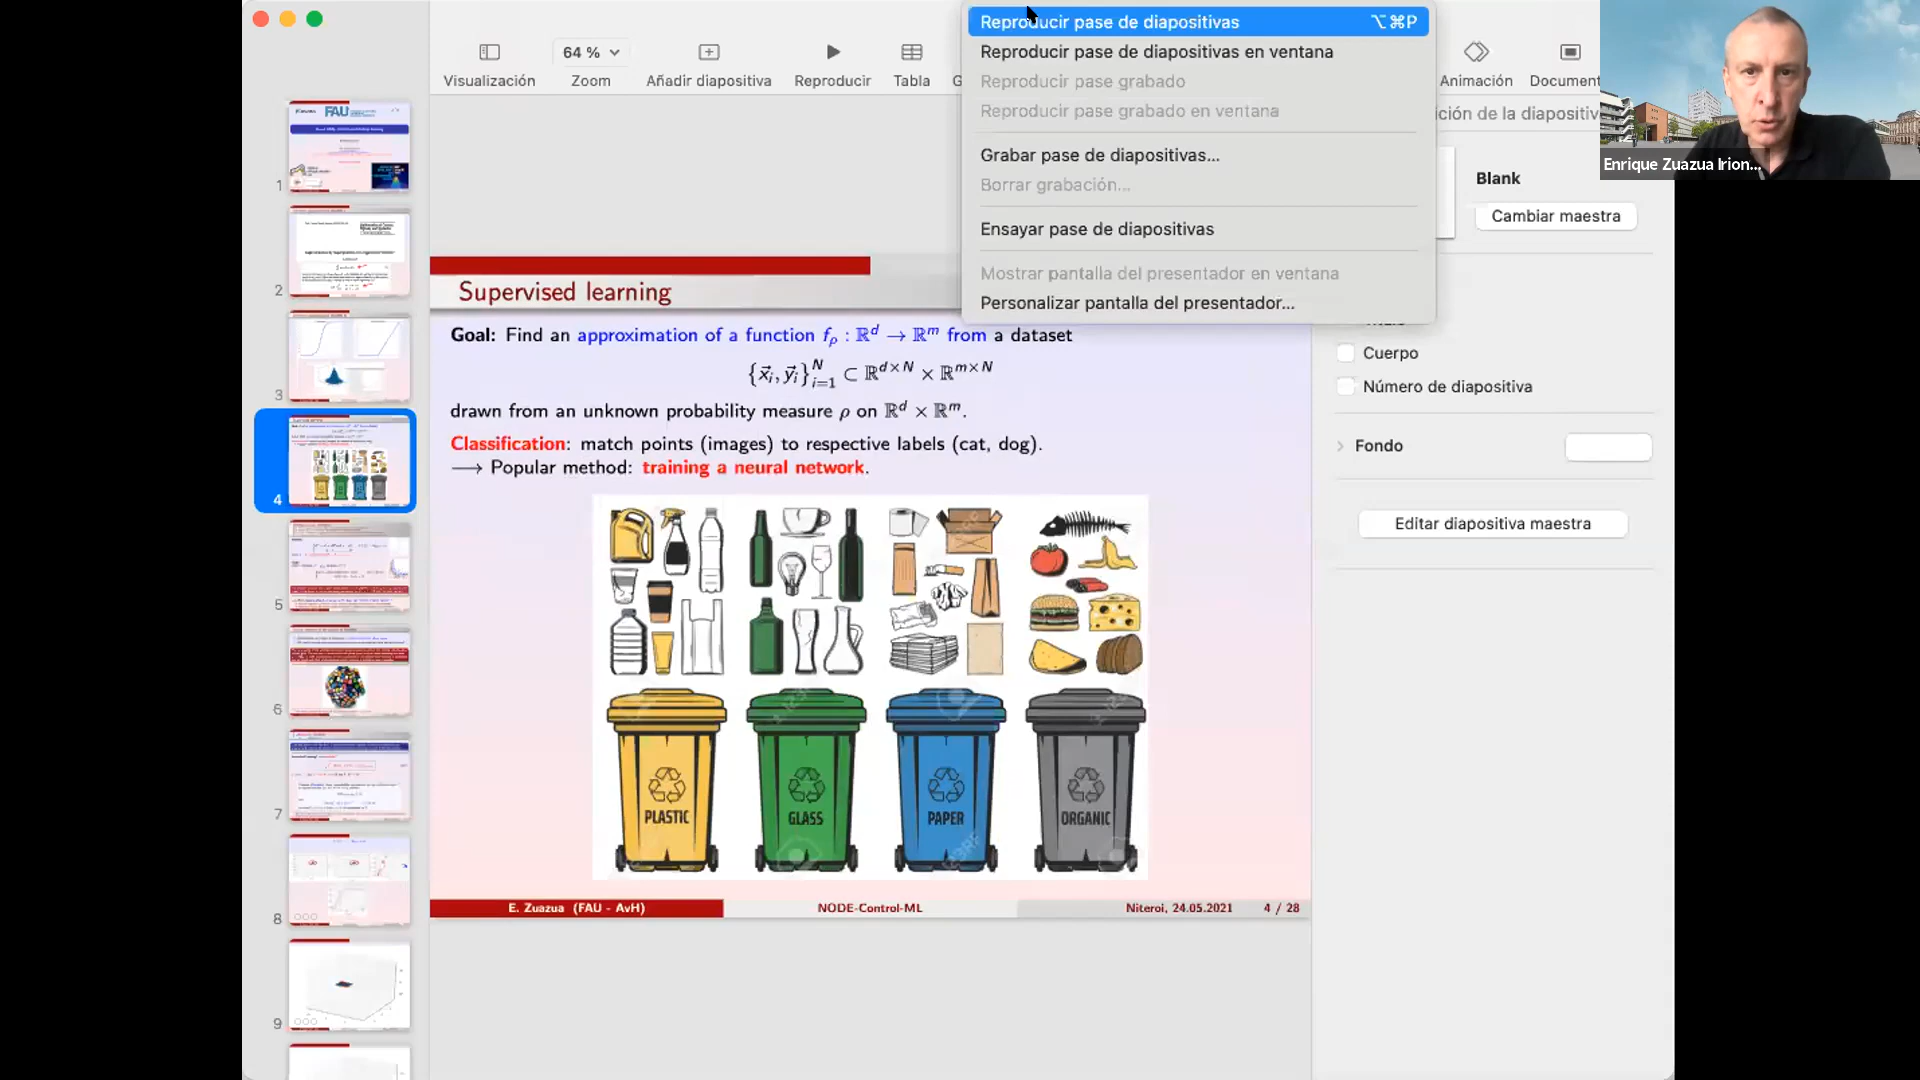 Reproducir pase de diapositivas ⌥⌘P
Reproducir pase de diapositivas en ventana
Reproducir pase grabado
Reproducir pase grabado en ventana
Grabar pase de diapositivas...
Borrar grabación...
Ensayar pase de diapositivas
Mostrar pantalla del presentador en ventana
Personalizar pantalla del presentador...
64 %
Visualización
Zoom
Añadir diapositiva
Reproducir
Tabla
G
Animación
Document
ición de la diapositiv
Enrique Zuazua Irion...
Blank
Cambiar maestra
Cuerpo
Número de diapositiva
Fondo
Editar diapositiva maestra
FAU
1
2
3
4
5
6
7
8
9
Supervised learning
Goal: Find an approximation of a function f_ρ : ℝ^d → ℝ^m from a dataset
{x⃗_i, y⃗_i}_{i=1}^N ⊂ ℝ^{d×N} × ℝ^{m×N}
drawn from an unknown probability measure ρ on ℝ^d × ℝ^m.
Classification: match points (images) to respective labels (cat, dog).
⟶ Popular method: training a neural network.
PLASTIC
GLASS
PAPER
ORGANIC
E. Zuazua (FAU - AvH)
NODE-Control-ML
Niteroi, 24.05.2021 4 / 28